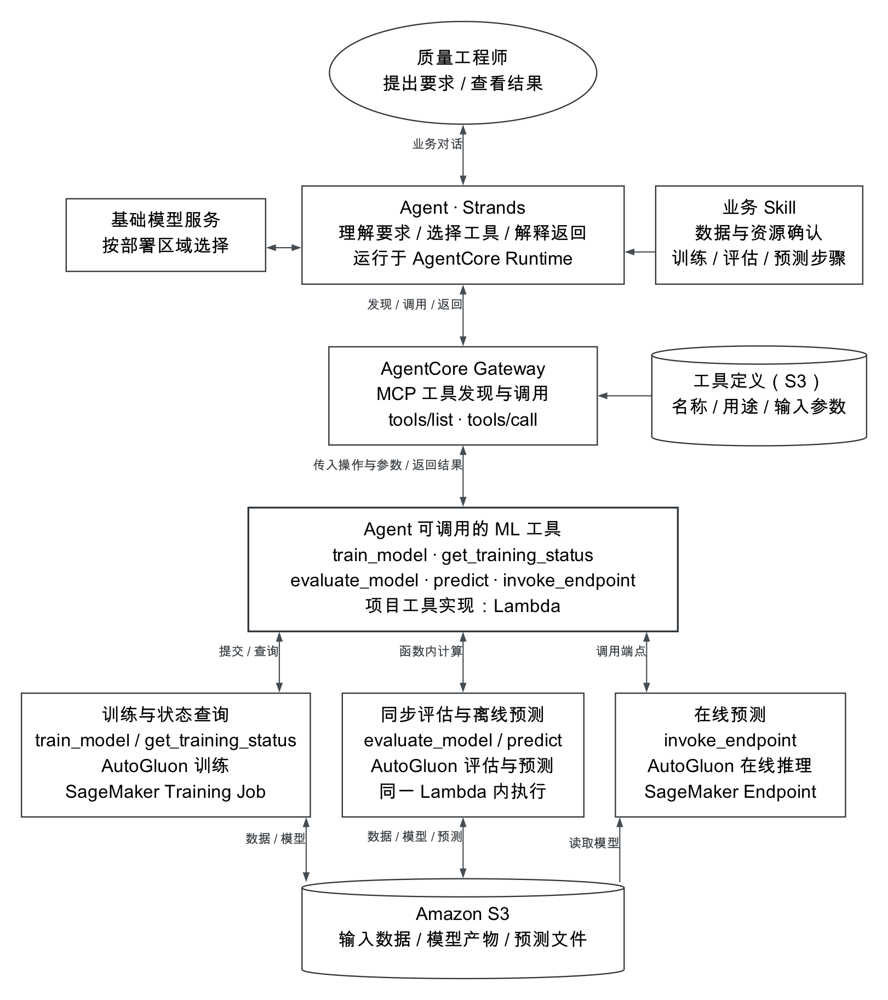 质量工程师
提出要求 / 查看结果
业务对话
基础模型服务
按部署区域选择
Agent · Strands
理解要求 / 选择工具 / 解释返回
运行于 AgentCore Runtime
业务 Skill
数据与资源确认
训练 / 评估 / 预测步骤
发现 / 调用 / 返回
AgentCore Gateway
MCP 工具发现与调用
tools/list · tools/call
工具定义（S3）
名称 / 用途 / 输入参数
传入操作与参数 / 返回结果
Agent 可调用的 ML 工具
train_model · get_training_status
evaluate_model · predict · invoke_endpoint
项目工具实现：Lambda
提交 / 查询
函数内计算
调用端点
训练与状态查询
train_model / get_training_status
AutoGluon 训练
SageMaker Training Job
同步评估与离线预测
evaluate_model / predict
AutoGluon 评估与预测
同一 Lambda 内执行
在线预测
invoke_endpoint
AutoGluon 在线推理
SageMaker Endpoint
数据 / 模型
数据 / 模型 / 预测
读取模型
Amazon S3
输入数据 / 模型产物 / 预测文件